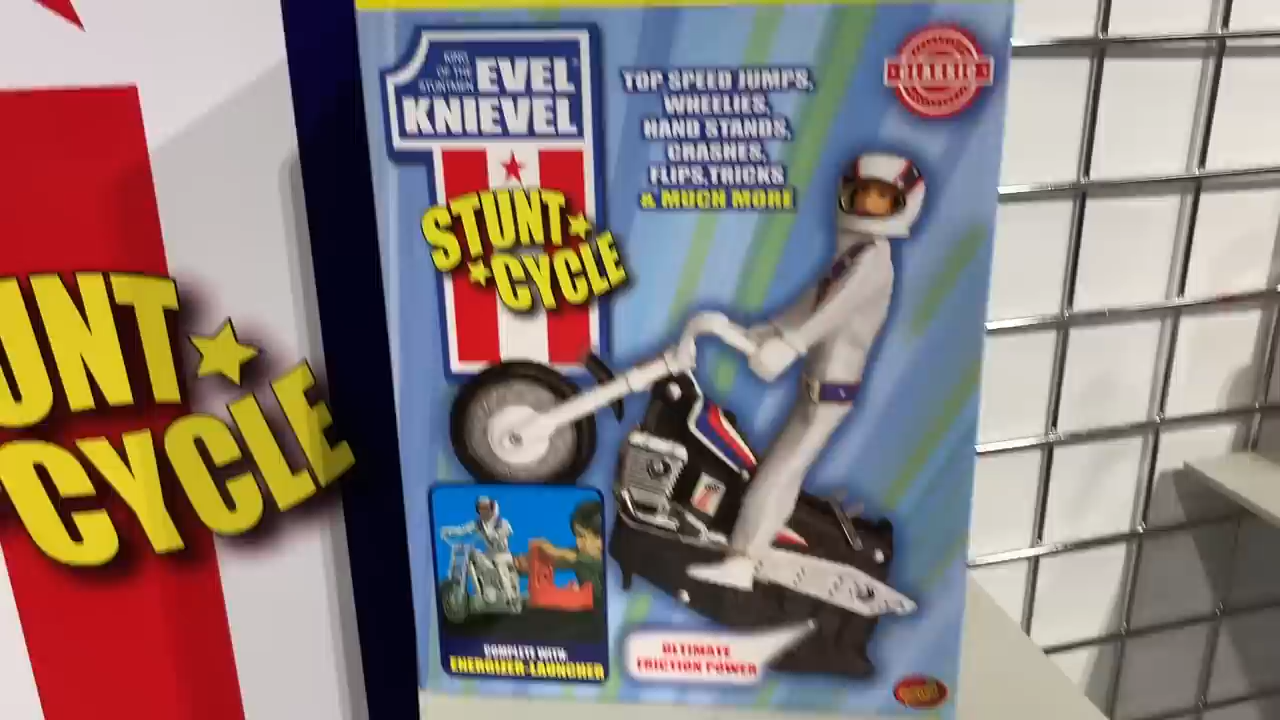 UNT
CYCLE
KING
OF THE
STUNTMEN
EVEL
KNIEVEL
STUNT
CYCLE
TOP SPEED JUMPS,
WHEELIES,
HAND STANDS,
CRASHES,
FLIPS,TRICKS
& MUCH MORE
CLASSIC
COMPLETE WITH
ENERGIZER-LAUNCHER
ULTIMATE
FRICTION POWER